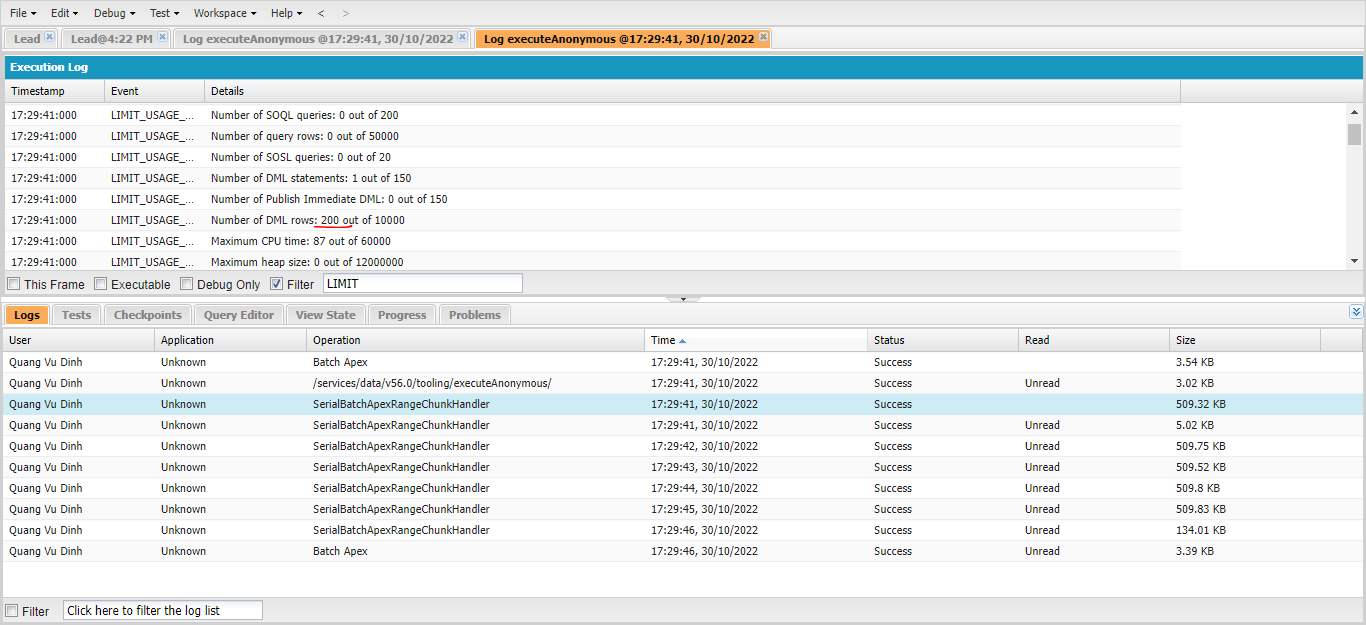 File Edit Debug Test Workspace Help < >
Lead Lead@4:22 PM Log executeAnonymous @17:29:41, 30/10/2022 Log executeAnonymous @17:29:41, 30/10/2022
Execution Log
Timestamp Event Details
17:29:41:000 LIMIT_USAGE_... Number of SOQL queries: 0 out of 200
17:29:41:000 LIMIT_USAGE_... Number of query rows: 0 out of 50000
17:29:41:000 LIMIT_USAGE_... Number of SOSL queries: 0 out of 20
17:29:41:000 LIMIT_USAGE_... Number of DML statements: 1 out of 150
17:29:41:000 LIMIT_USAGE_... Number of Publish Immediate DML: 0 out of 150
17:29:41:000 LIMIT_USAGE_... Number of DML rows: 200 out of 10000
17:29:41:000 LIMIT_USAGE_... Maximum CPU time: 87 out of 60000
17:29:41:000 LIMIT_USAGE_... Maximum heap size: 0 out of 12000000
This Frame Executable Debug Only Filter LIMIT
Logs Tests Checkpoints Query Editor View State Progress Problems
User Application Operation Time Status Read Size
Quang Vu Dinh Unknown Batch Apex 17:29:41, 30/10/2022 Success 3.54 KB
Quang Vu Dinh Unknown /services/data/v56.0/tooling/executeAnonymous/ 17:29:41, 30/10/2022 Success Unread 3.02 KB
Quang Vu Dinh Unknown SerialBatchApexRangeChunkHandler 17:29:41, 30/10/2022 Success 509.32 KB
Quang Vu Dinh Unknown SerialBatchApexRangeChunkHandler 17:29:41, 30/10/2022 Success Unread 5.02 KB
Quang Vu Dinh Unknown SerialBatchApexRangeChunkHandler 17:29:42, 30/10/2022 Success Unread 509.75 KB
Quang Vu Dinh Unknown SerialBatchApexRangeChunkHandler 17:29:43, 30/10/2022 Success Unread 509.52 KB
Quang Vu Dinh Unknown SerialBatchApexRangeChunkHandler 17:29:44, 30/10/2022 Success Unread 509.8 KB
Quang Vu Dinh Unknown SerialBatchApexRangeChunkHandler 17:29:45, 30/10/2022 Success Unread 509.83 KB
Quang Vu Dinh Unknown SerialBatchApexRangeChunkHandler 17:29:46, 30/10/2022 Success Unread 134.01 KB
Quang Vu Dinh Unknown Batch Apex 17:29:46, 30/10/2022 Success Unread 3.39 KB
Filter Click here to filter the log list